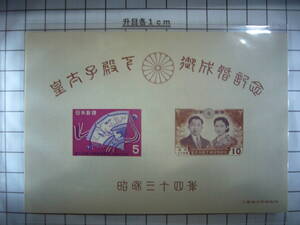 升目各１ｃｍ
皇太子殿下 御成婚記念
日本郵便
5
10
昭和三十四年